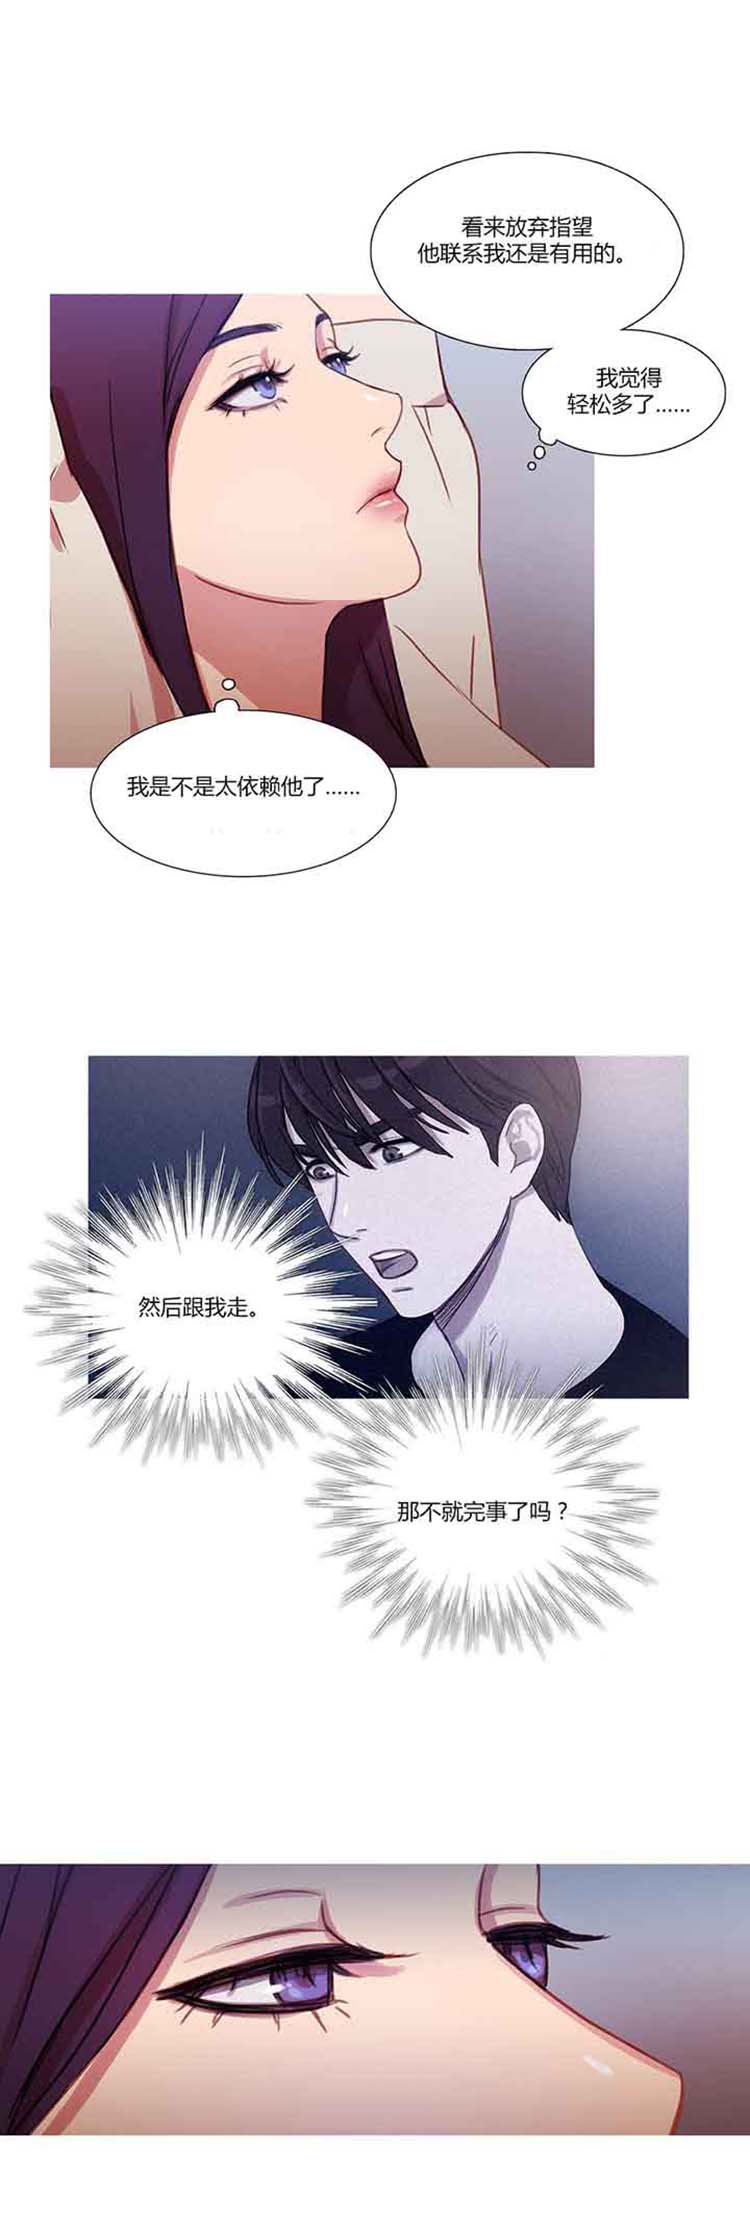 看来放弃指望
他联系我还是有用的。
我觉得
轻松多了……
我是不是太依赖他了……
然后跟我走。
那不就完事了吗？